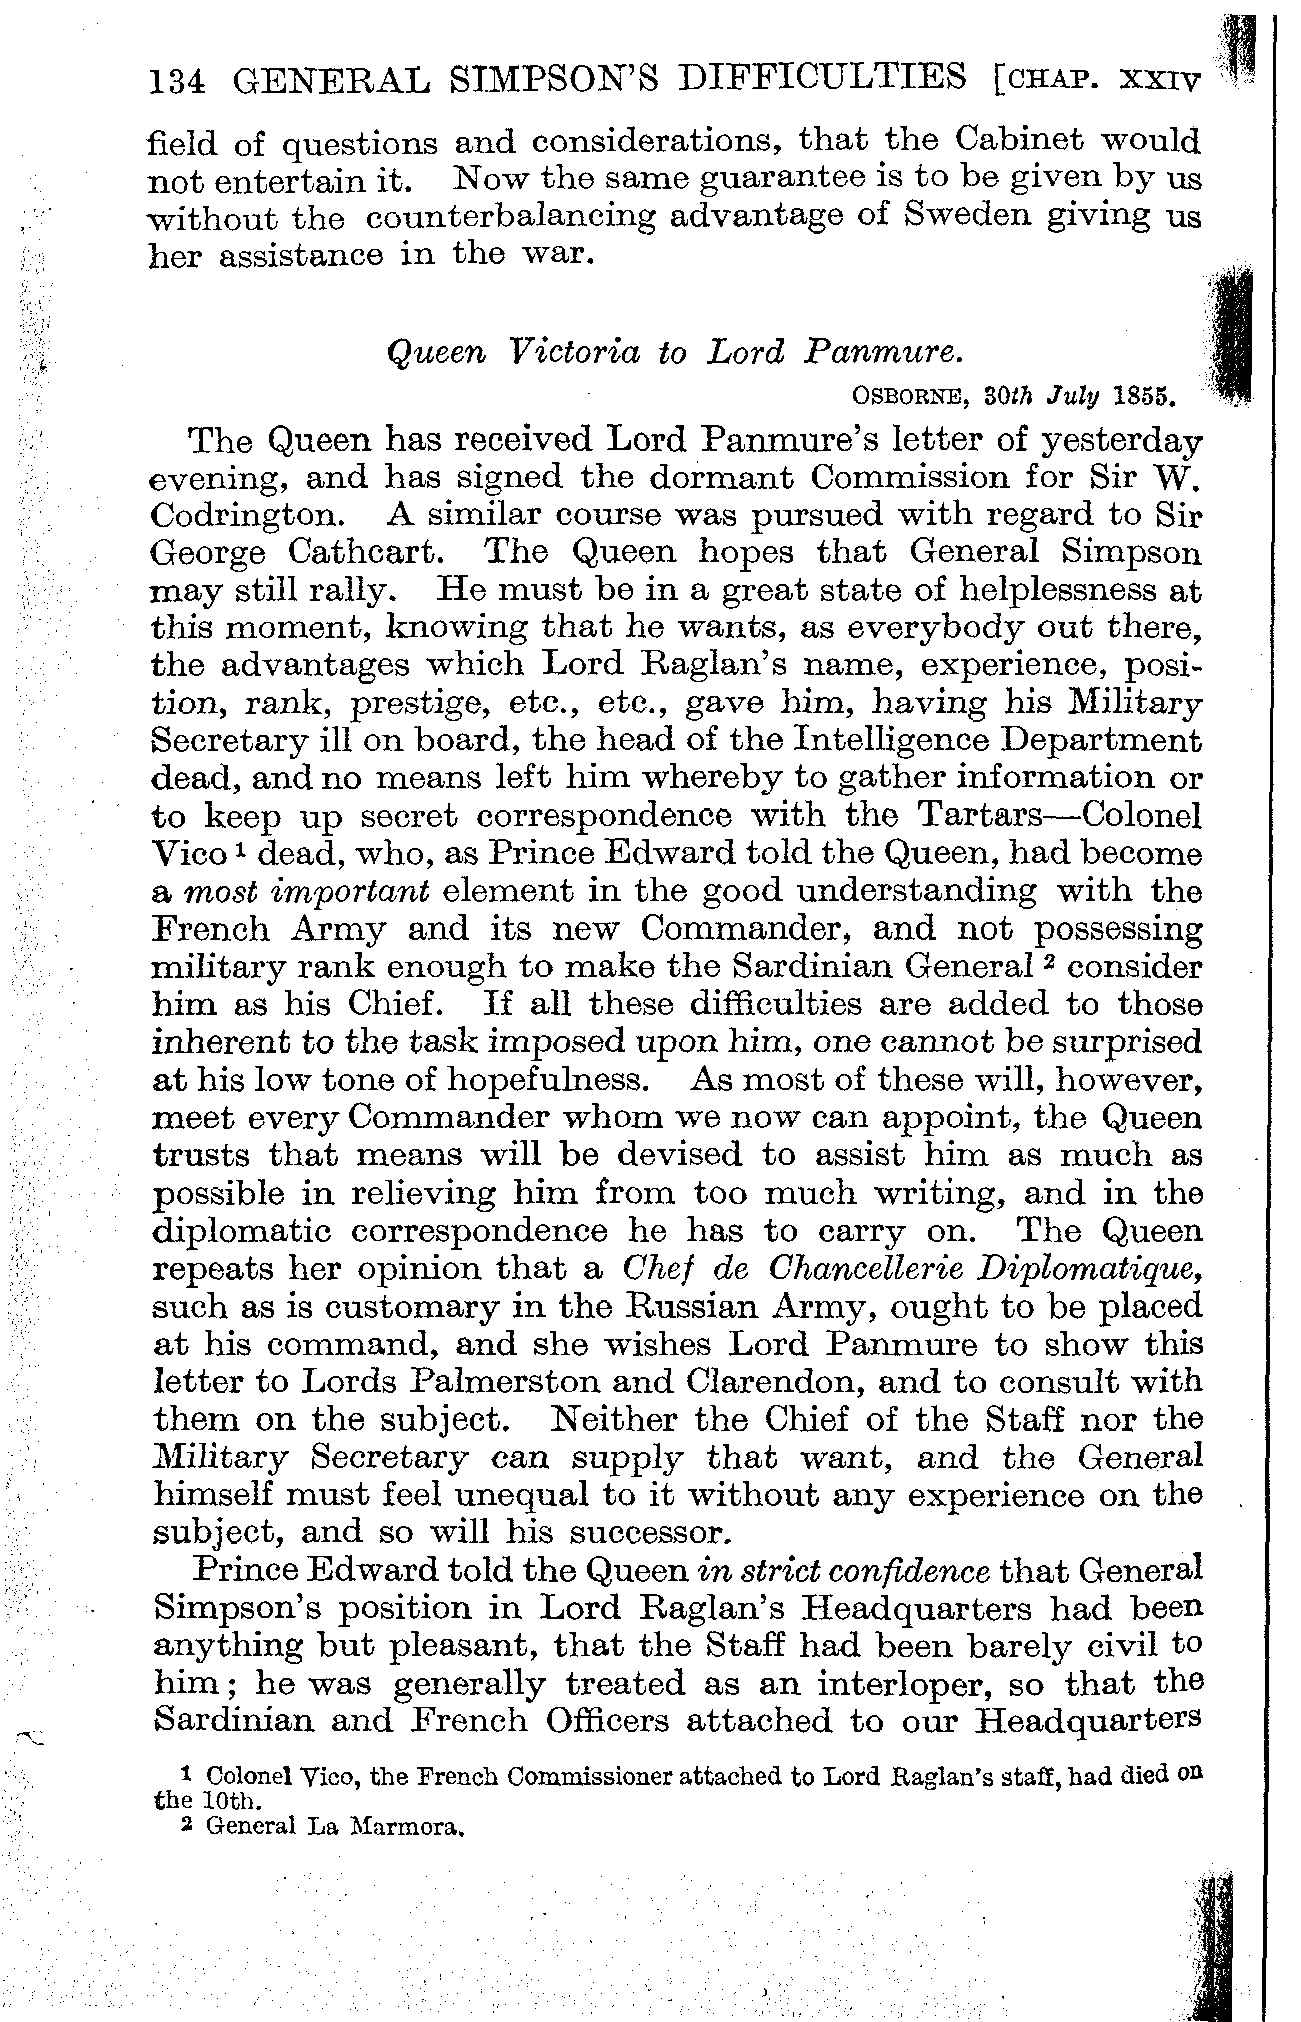 134 GENERAL SIMPSON'S DIFFICULTIES [CHAP. XXIV
field of questions and considerations, that the Cabinet would
not entertain it. Now the same guarantee is to be given by us
without the counterbalancing advantage of Sweden giving us
her assistance in the war.
Queen Victoria to Lord Panmure.
OSBORNE, 30th July 1855.
The Queen has received Lord Panmure's letter of yesterday
evening, and has signed the dormant Commission for Sir W.
Codrington. A similar course was pursued with regard to Sir
George Cathcart. The Queen hopes that General Simpson
may still rally. He must be in a great state of helplessness at
this moment, knowing that he wants, as everybody out there,
the advantages which Lord Raglan's name, experience, posi-
tion, rank, prestige, etc., etc., gave him, having his Military
Secretary ill on board, the head of the Intelligence Department
dead, and no means left him whereby to gather information or
to keep up secret correspondence with the Tartars—Colonel
Vico 1 dead, who, as Prince Edward told the Queen, had become
a most important element in the good understanding with the
French Army and its new Commander, and not possessing
military rank enough to make the Sardinian General 2 consider
him as his Chief. If all these difficulties are added to those
inherent to the task imposed upon him, one cannot be surprised
at his low tone of hopefulness. As most of these will, however,
meet every Commander whom we now can appoint, the Queen
trusts that means will be devised to assist him as much as
possible in relieving him from too much writing, and in the
diplomatic correspondence he has to carry on. The Queen
repeats her opinion that a Chef de Chancellerie Diplomatique,
such as is customary in the Russian Army, ought to be placed
at his command, and she wishes Lord Panmure to show this
letter to Lords Palmerston and Clarendon, and to consult with
them on the subject. Neither the Chief of the Staff nor the
Military Secretary can supply that want, and the General
himself must feel unequal to it without any experience on the
subject, and so will his successor.
Prince Edward told the Queen in strict confidence that General
Simpson's position in Lord Raglan's Headquarters had been
anything but pleasant, that the Staff had been barely civil to
him; he was generally treated as an interloper, so that the
Sardinian and French Officers attached to our Headquarters
1 Colonel Vico, the French Commissioner attached to Lord Raglan's staff, had died on
the 10th.
2 General La Marmora.